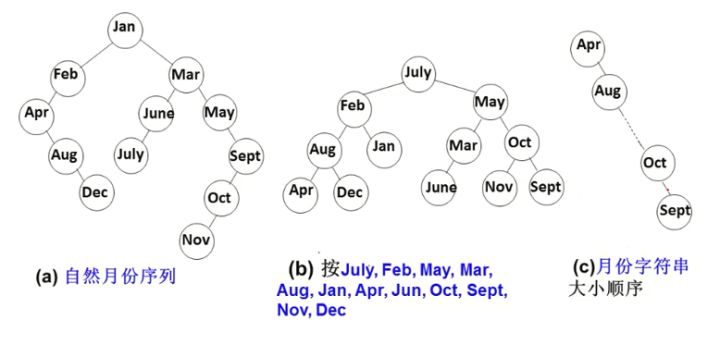 Jan
Feb
Mar
Apr
June
May
Aug
July
Sept
Dec
Oct
Nov
(a) 自然月份序列
July
Feb
May
Aug
Jan
Mar
Oct
Apr
Dec
June
Nov
Sept
(b) 按July, Feb, May, Mar,
Aug, Jan, Apr, Jun, Oct, Sept,
Nov, Dec
Apr
Aug
Oct
Sept
(c)月份字符串
大小顺序